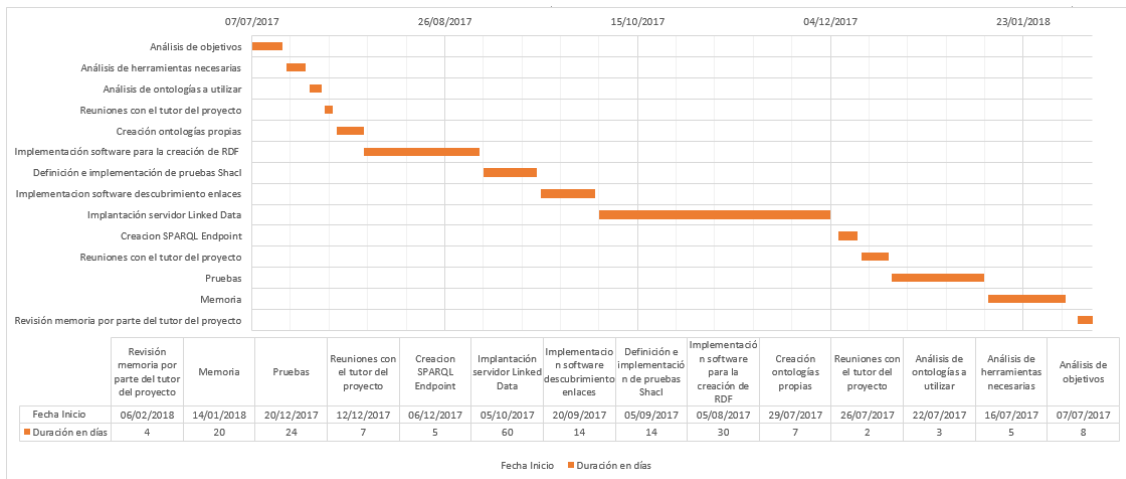 07/07/2017 26/08/2017 15/10/2017 04/12/2017 23/01/2018
Análisis de objetivos
Análisis de herramientas necesarias
Análisis de ontologías a utilizar
Reuniones con el tutor del proyecto
Creación ontologías propias
Implementación software para la creación de RDF
Definición e implementación de pruebas Shacl
Implementacion software descubrimiento enlaces
Implantación servidor Linked Data
Creacion SPARQL Endpoint
Reuniones con el tutor del proyecto
Pruebas
Memoria
Revisión memoria por parte del tutor del proyecto
Revisión
memoria por
parte del tutor
del proyecto
Memoria
Pruebas
Reuniones con
el tutor del
proyecto
Creacion
SPARQL
Endpoint
Implantación
servidor Linked
Data
Implementacio
n software
descubrimiento
enlaces
Definición e
implementació
n de pruebas
Shacl
Implementació
n software
para la
creación de
RDF
Creación
ontologías
propias
Reuniones con
el tutor del
proyecto
Análisis de
ontologías a
utilizar
Análisis de
herramientas
necesarias
Análisis de
objetivos
Fecha Inicio 06/02/2018 14/01/2018 20/12/2017 12/12/2017 06/12/2017 05/10/2017 20/09/2017 05/09/2017 05/08/2017 29/07/2017 26/07/2017 22/07/2017 16/07/2017 07/07/2017
Duración en días 4 20 24 7 5 60 14 14 30 7 2 3 5 8
Fecha Inicio Duración en días